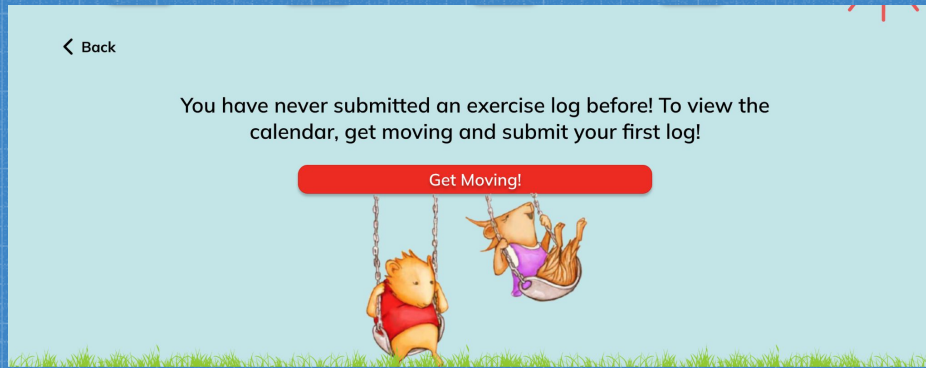 Back
You have never submitted an exercise log before! To view the
calendar, get moving and submit your first log!
Get Moving!